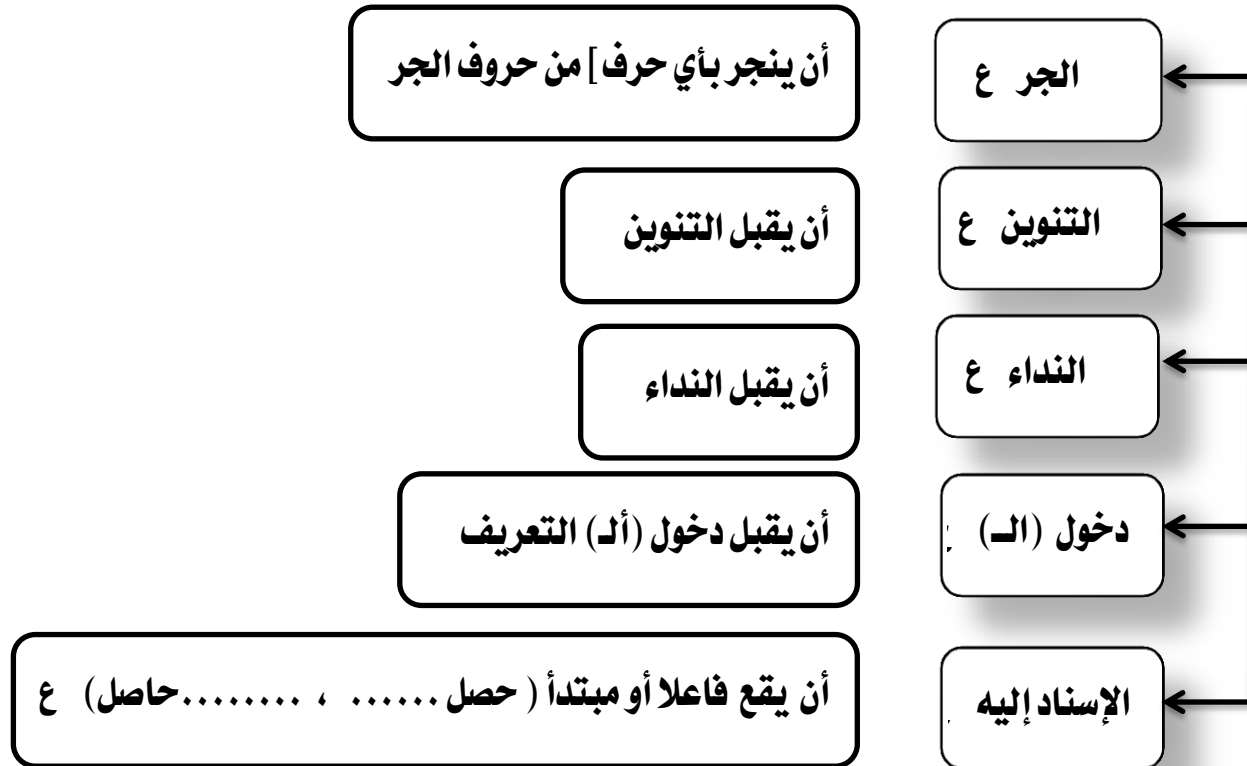 الجر ع
أن ينجر بأي حرف] من حروف الجر
التنوين ع
أن يقبل التنوين
النداء ع
أن يقبل النداء
دخول (الـ)
أن يقبل دخول (ألـ) التعريف
الإسناد إليه
أن يقع فاعلا أو مبتدأ ( حصل ...... ، ........حاصل) ع